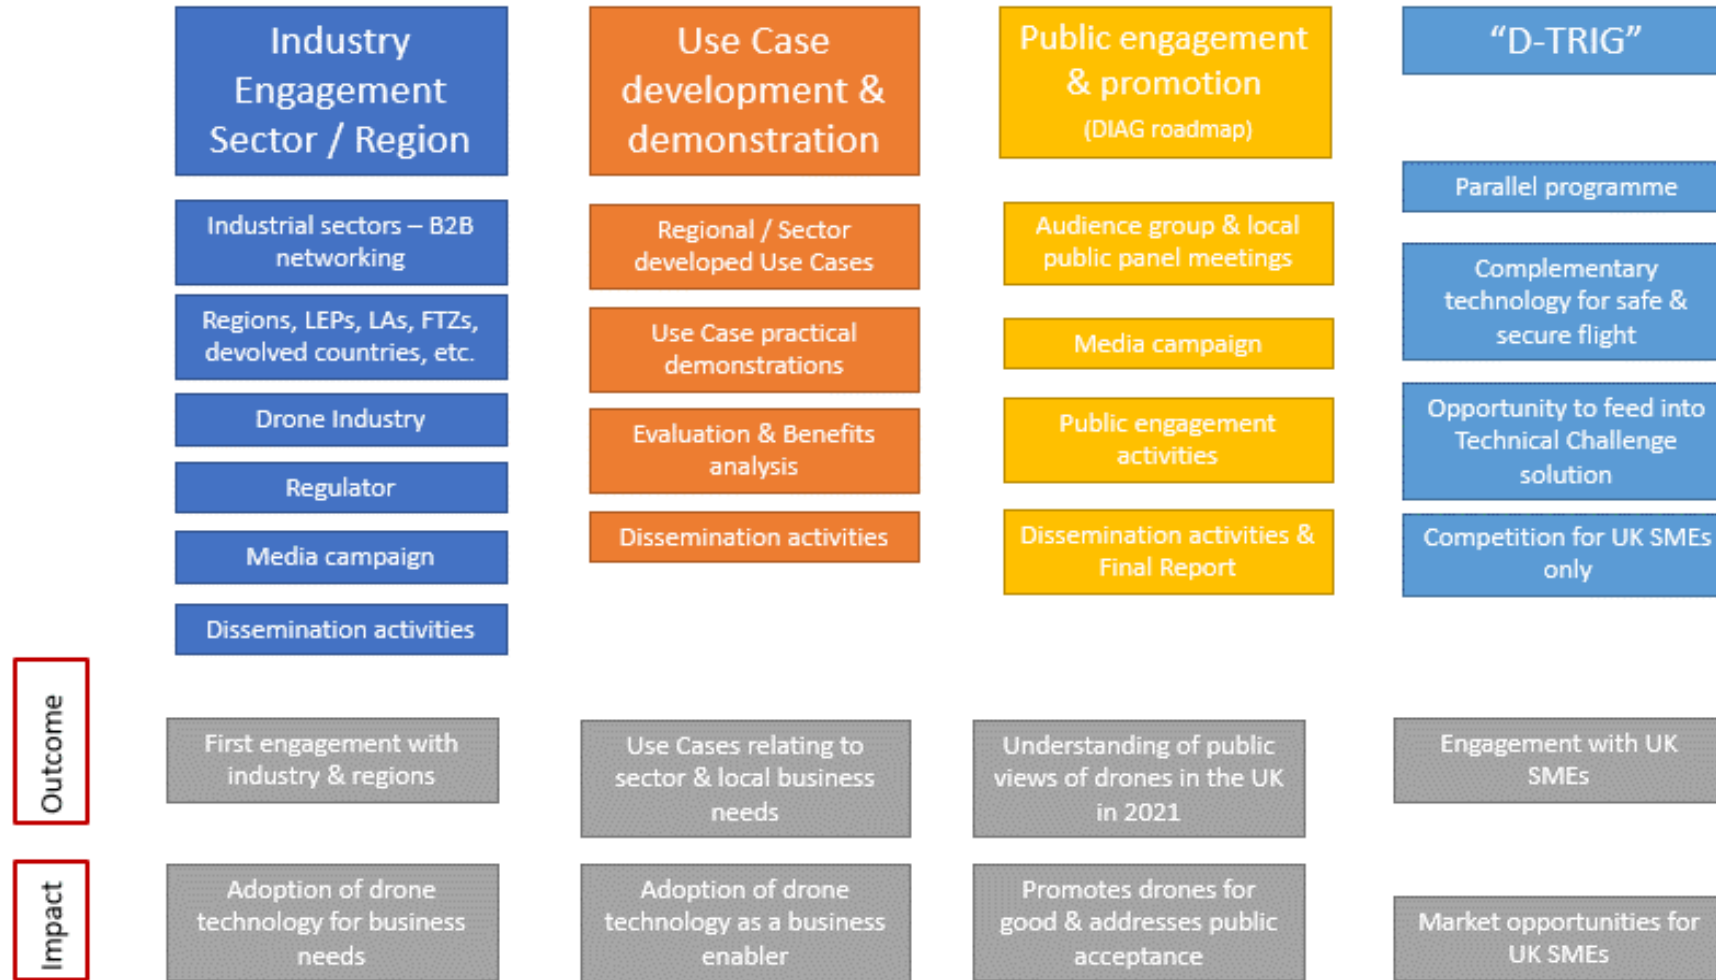 Industry
Engagement
Sector / Region
Industrial sectors – B2B
networking
Regions, LEPs, LAs, FTZs,
devolved countries, etc.
Drone Industry
Regulator
Media campaign
Dissemination activities
Use Case
development &
demonstration
Regional / Sector
developed Use Cases
Use Case practical
demonstrations
Evaluation & Benefits
analysis
Dissemination activities
Public engagement
& promotion
(DIAG roadmap)
Audience group & local
public panel meetings
Media campaign
Public engagement
activities
Dissemination activities &
Final Report
“D-TRIG”
Parallel programme
Complementary
technology for safe &
secure flight
Opportunity to feed into
Technical Challenge
solution
Competition for UK SMEs
only
Outcome
First engagement with
industry & regions
Use Cases relating to
sector & local business
needs
Understanding of public
views of drones in the UK
in 2021
Engagement with UK
SMEs
Impact
Adoption of drone
technology for business
needs
Adoption of drone
technology as a business
enabler
Promotes drones for
good & addresses public
acceptance
Market opportunities for
UK SMEs